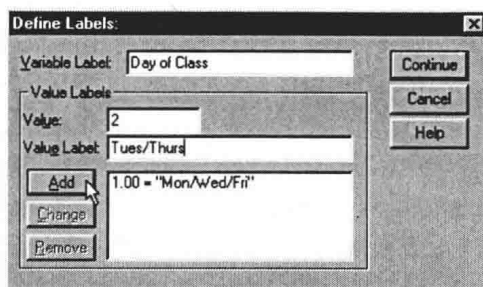 Define Labels:
Variable Label: Day of Class
Continue
Value Labels
Cancel
Value: 2
Help
Value Label: Tues/Thurs
Add
1.00 = "Mon/Wed/Fri"
Change
Remove